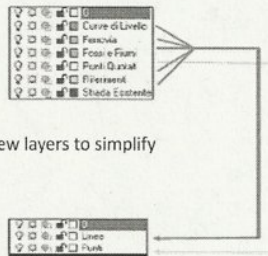 0
Curve di Livello
Ferrovia
Fossi e Fiumi
Punti Quotati
Riferimenti
Strada Esistente
ew layers to simplify
0
Linee
Punti